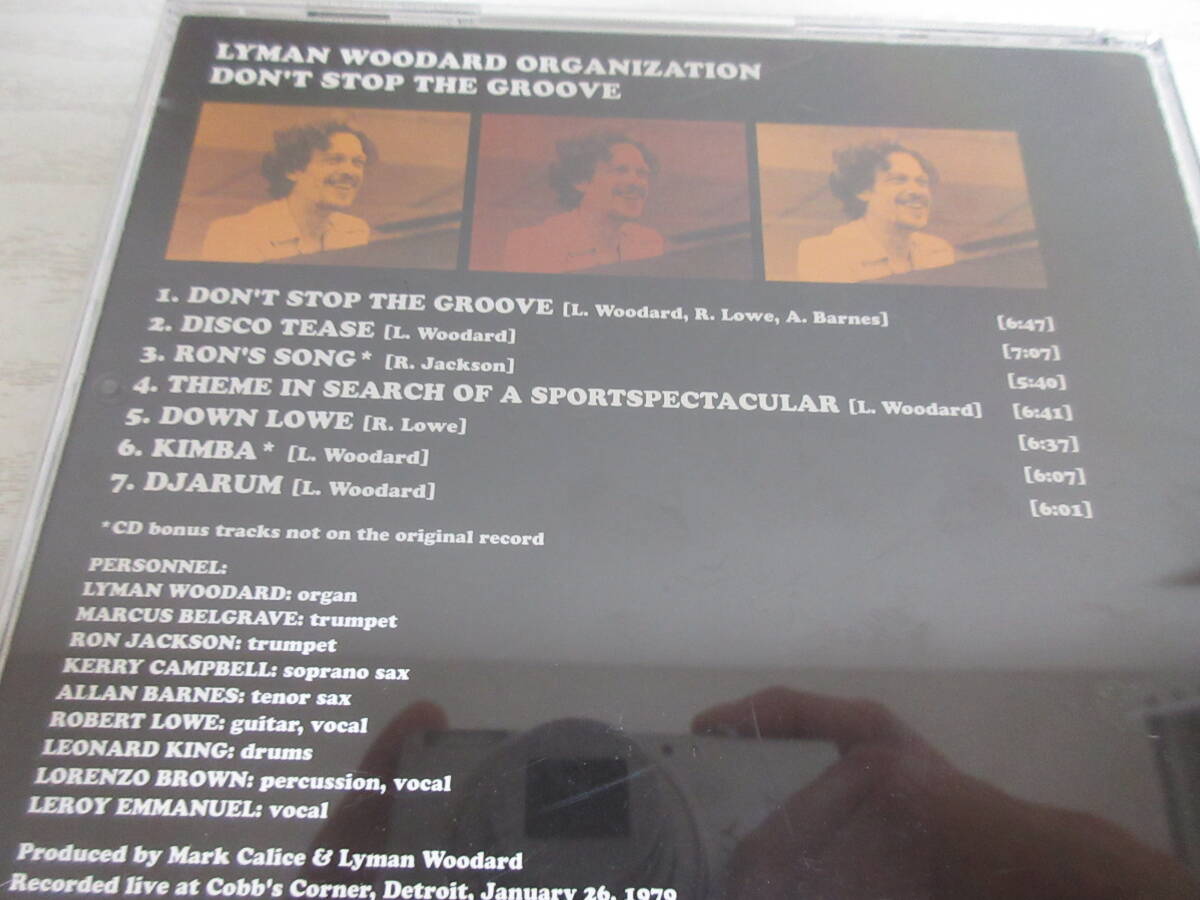 LYMAN WOODARD ORGANIZATION
DON'T STOP THE GROOVE
1. DON'T STOP THE GROOVE [L. Woodard, R. Lowe, A. Barnes] [6:47]
2. DISCO TEASE [L. Woodard] [7:07]
3. RON'S SONG* [R. Jackson] [5:40]
4. THEME IN SEARCH OF A SPORTSPECTACULAR [L. Woodard] [6:41]
5. DOWN LOWE [R. Lowe] [6:37]
6. KIMBA* [L. Woodard] [6:07]
7. DJARUM [L. Woodard] [6:01]
*CD bonus tracks not on the original record
PERSONNEL:
LYMAN WOODARD: organ
MARCUS BELGRAVE: trumpet
RON JACKSON: trumpet
KERRY CAMPBELL: soprano sax
ALLAN BARNES: tenor sax
ROBERT LOWE: guitar, vocal
LEONARD KING: drums
LORENZO BROWN: percussion, vocal
LEROY EMMANUEL: vocal
Produced by Mark Calice & Lyman Woodard
Recorded live at Cobb's Corner, Detroit, January 26, 1979